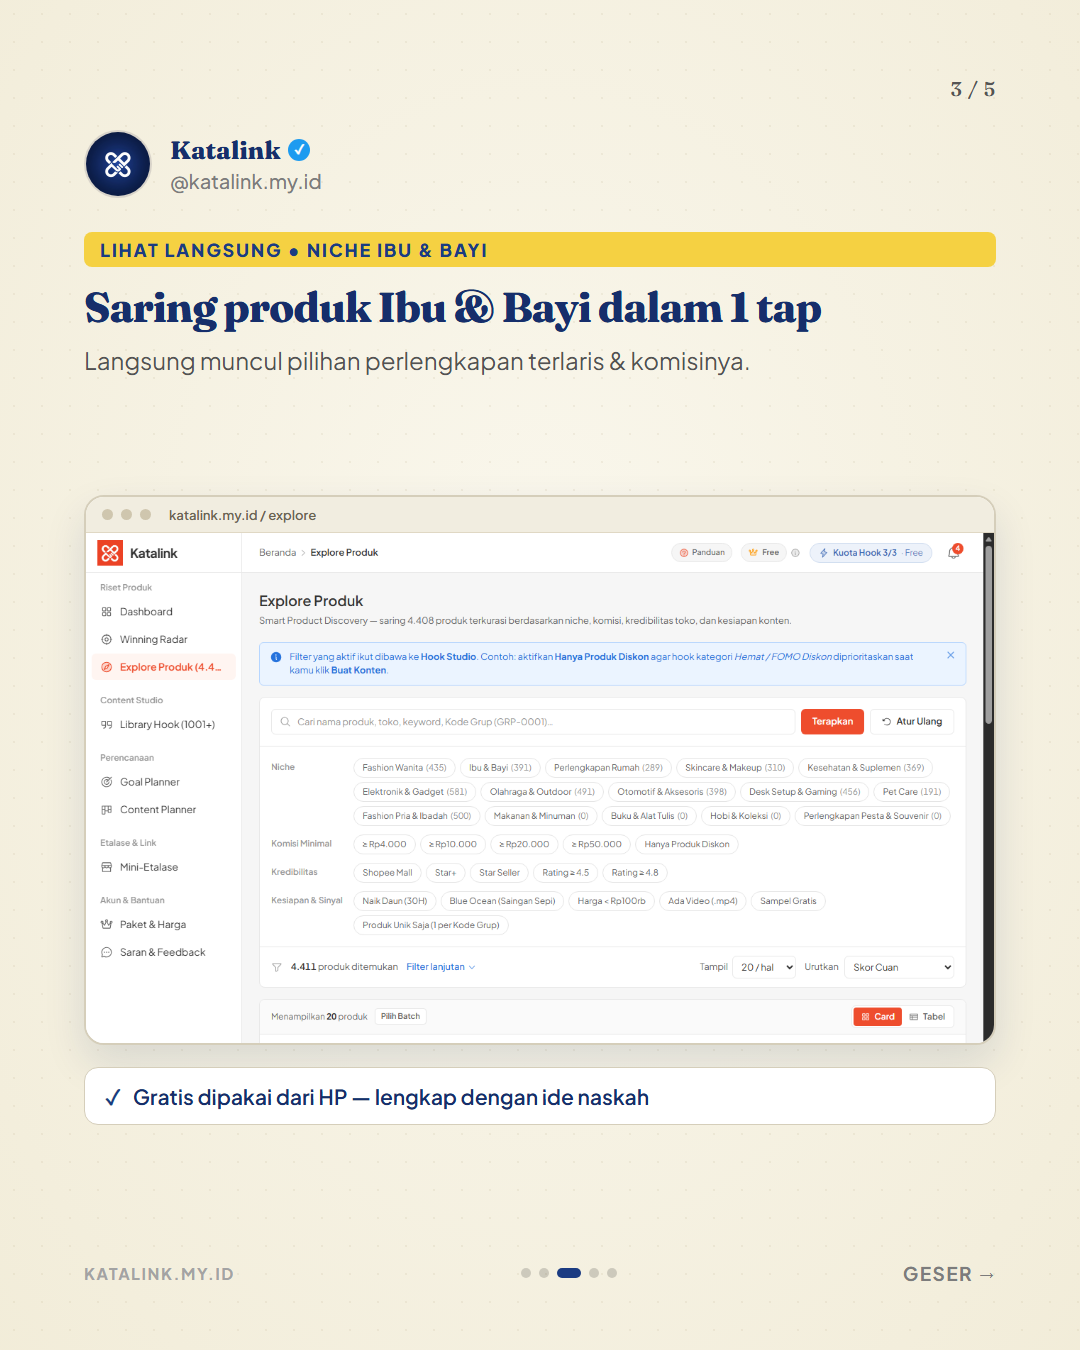 3 / 5
Katalink
@katalink.my.id
LIHAT LANGSUNG ● NICHE IBU & BAYI
Saring produk Ibu & Bayi dalam 1 tap
Langsung muncul pilihan perlengkapan terlaris & komisinya.
katalink.my.id / explore
Katalink
Beranda > Explore Produk
Panduan
Free
Kuota Hook 3/3 · Free
4
Riset Produk
Dashboard
Winning Radar
Explore Produk (4.4...
Content Studio
Library Hook (1001+)
Perencanaan
Goal Planner
Content Planner
Etalase & Link
Mini-Etalase
Akun & Bantuan
Paket & Harga
Saran & Feedback
Explore Produk
Smart Product Discovery — saring 4.408 produk terkurasi berdasarkan niche, komisi, kredibilitas toko, dan kesiapan konten.
Filter yang aktif ikut dibawa ke Hook Studio. Contoh: aktifkan Hanya Produk Diskon agar hook kategori Hemat / FOMO Diskon diprioritaskan saat
kamu klik Buat Konten.
Cari nama produk, toko, keyword, Kode Grup (GRP-0001)...
Terapkan
Atur Ulang
Niche
Fashion Wanita (435) Ibu & Bayi (391) Perlengkapan Rumah (289) Skincare & Makeup (310) Kesehatan & Suplemen (369)
Elektronik & Gadget (581) Olahraga & Outdoor (491) Otomotif & Aksesoris (398) Desk Setup & Gaming (456) Pet Care (191)
Fashion Pria & Ibadah (500) Makanan & Minuman (0) Buku & Alat Tulis (0) Hobi & Koleksi (0) Perlengkapan Pesta & Souvenir (0)
Komisi Minimal ≥ Rp4.000 ≥ Rp10.000 ≥ Rp20.000 ≥ Rp50.000 Hanya Produk Diskon
Kredibilitas Shopee Mall Star+ Star Seller Rating ≥ 4.5 Rating ≥ 4.8
Kesiapan & Sinyal Naik Daun (30H) Blue Ocean (Saingan Sepi) Harga < Rp100rb Ada Video (.mp4) Sampel Gratis
Produk Unik Saja (1 per Kode Grup)
4.411 produk ditemukan Filter lanjutan
Tampil 20 / hal Urutkan Skor Cuan
Menampilkan 20 produk Pilih Batch
Card Tabel
✓ Gratis dipakai dari HP — lengkap dengan ide naskah
KATALINK.MY.ID
GESER →